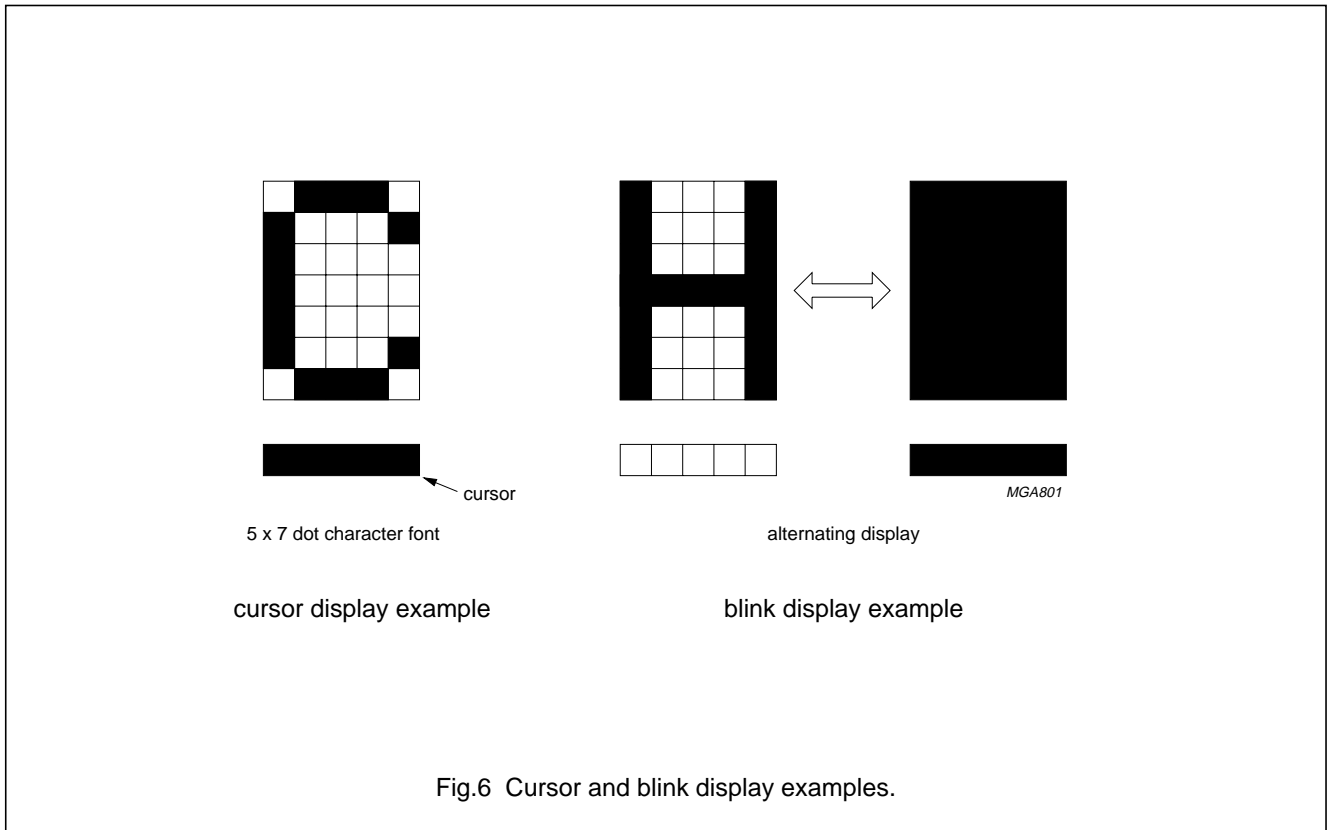 cursor
MGA801
5 x 7 dot character font
alternating display
cursor display example
blink display example
Fig.6 Cursor and blink display examples.